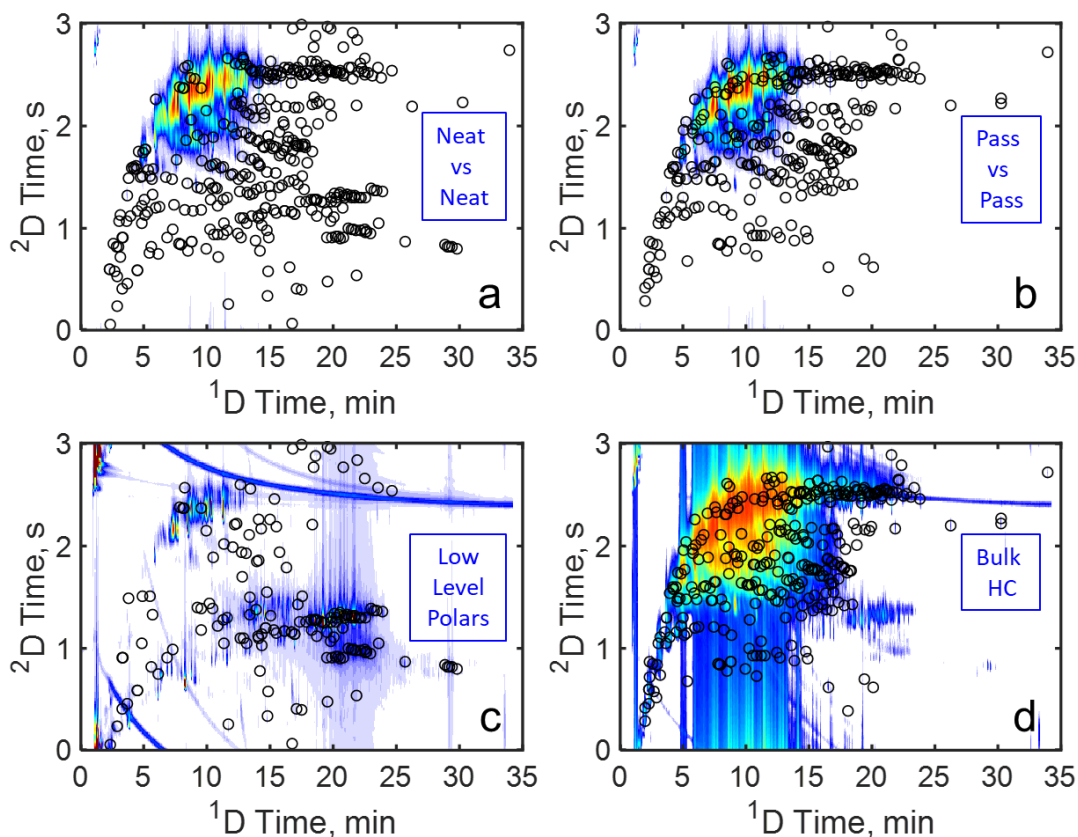 3
2
1
0
²D Time, s
0 5 10 15 20 25 30 35
¹D Time, min
Neat
vs
Neat
a
3
2
1
0
²D Time, s
0 5 10 15 20 25 30 35
¹D Time, min
Pass
vs
Pass
b
3
2
1
0
²D Time, s
0 5 10 15 20 25 30 35
¹D Time, min
Low
Level
Polars
c
3
2
1
0
²D Time, s
0 5 10 15 20 25 30 35
¹D Time, min
Bulk
HC
d